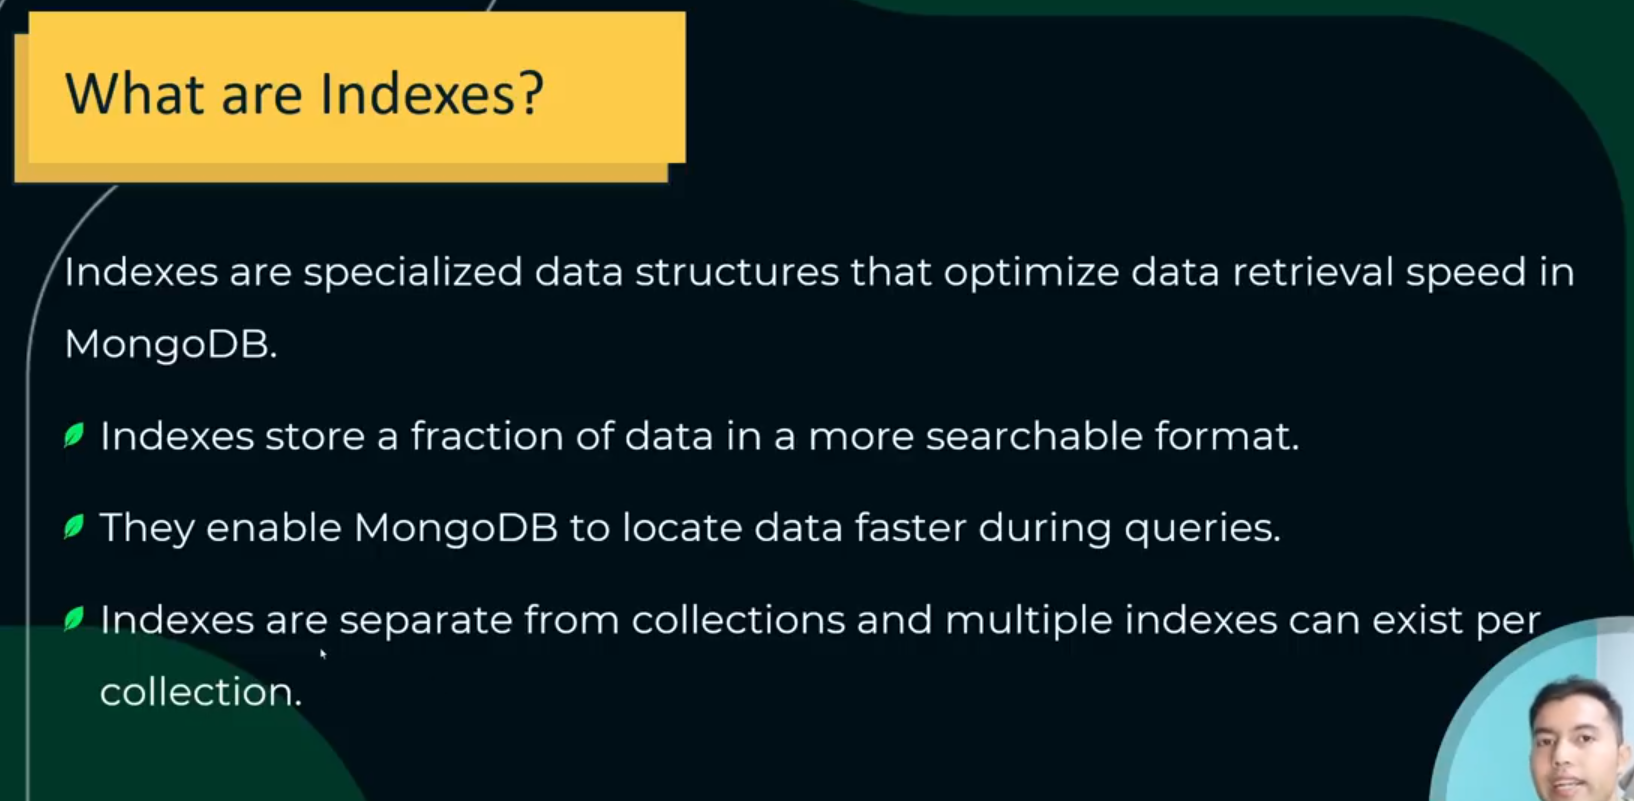 What are Indexes?
Indexes are specialized data structures that optimize data retrieval speed in
MongoDB.
Indexes store a fraction of data in a more searchable format.
They enable MongoDB to locate data faster during queries.
Indexes are separate from collections and multiple indexes can exist per
collection.